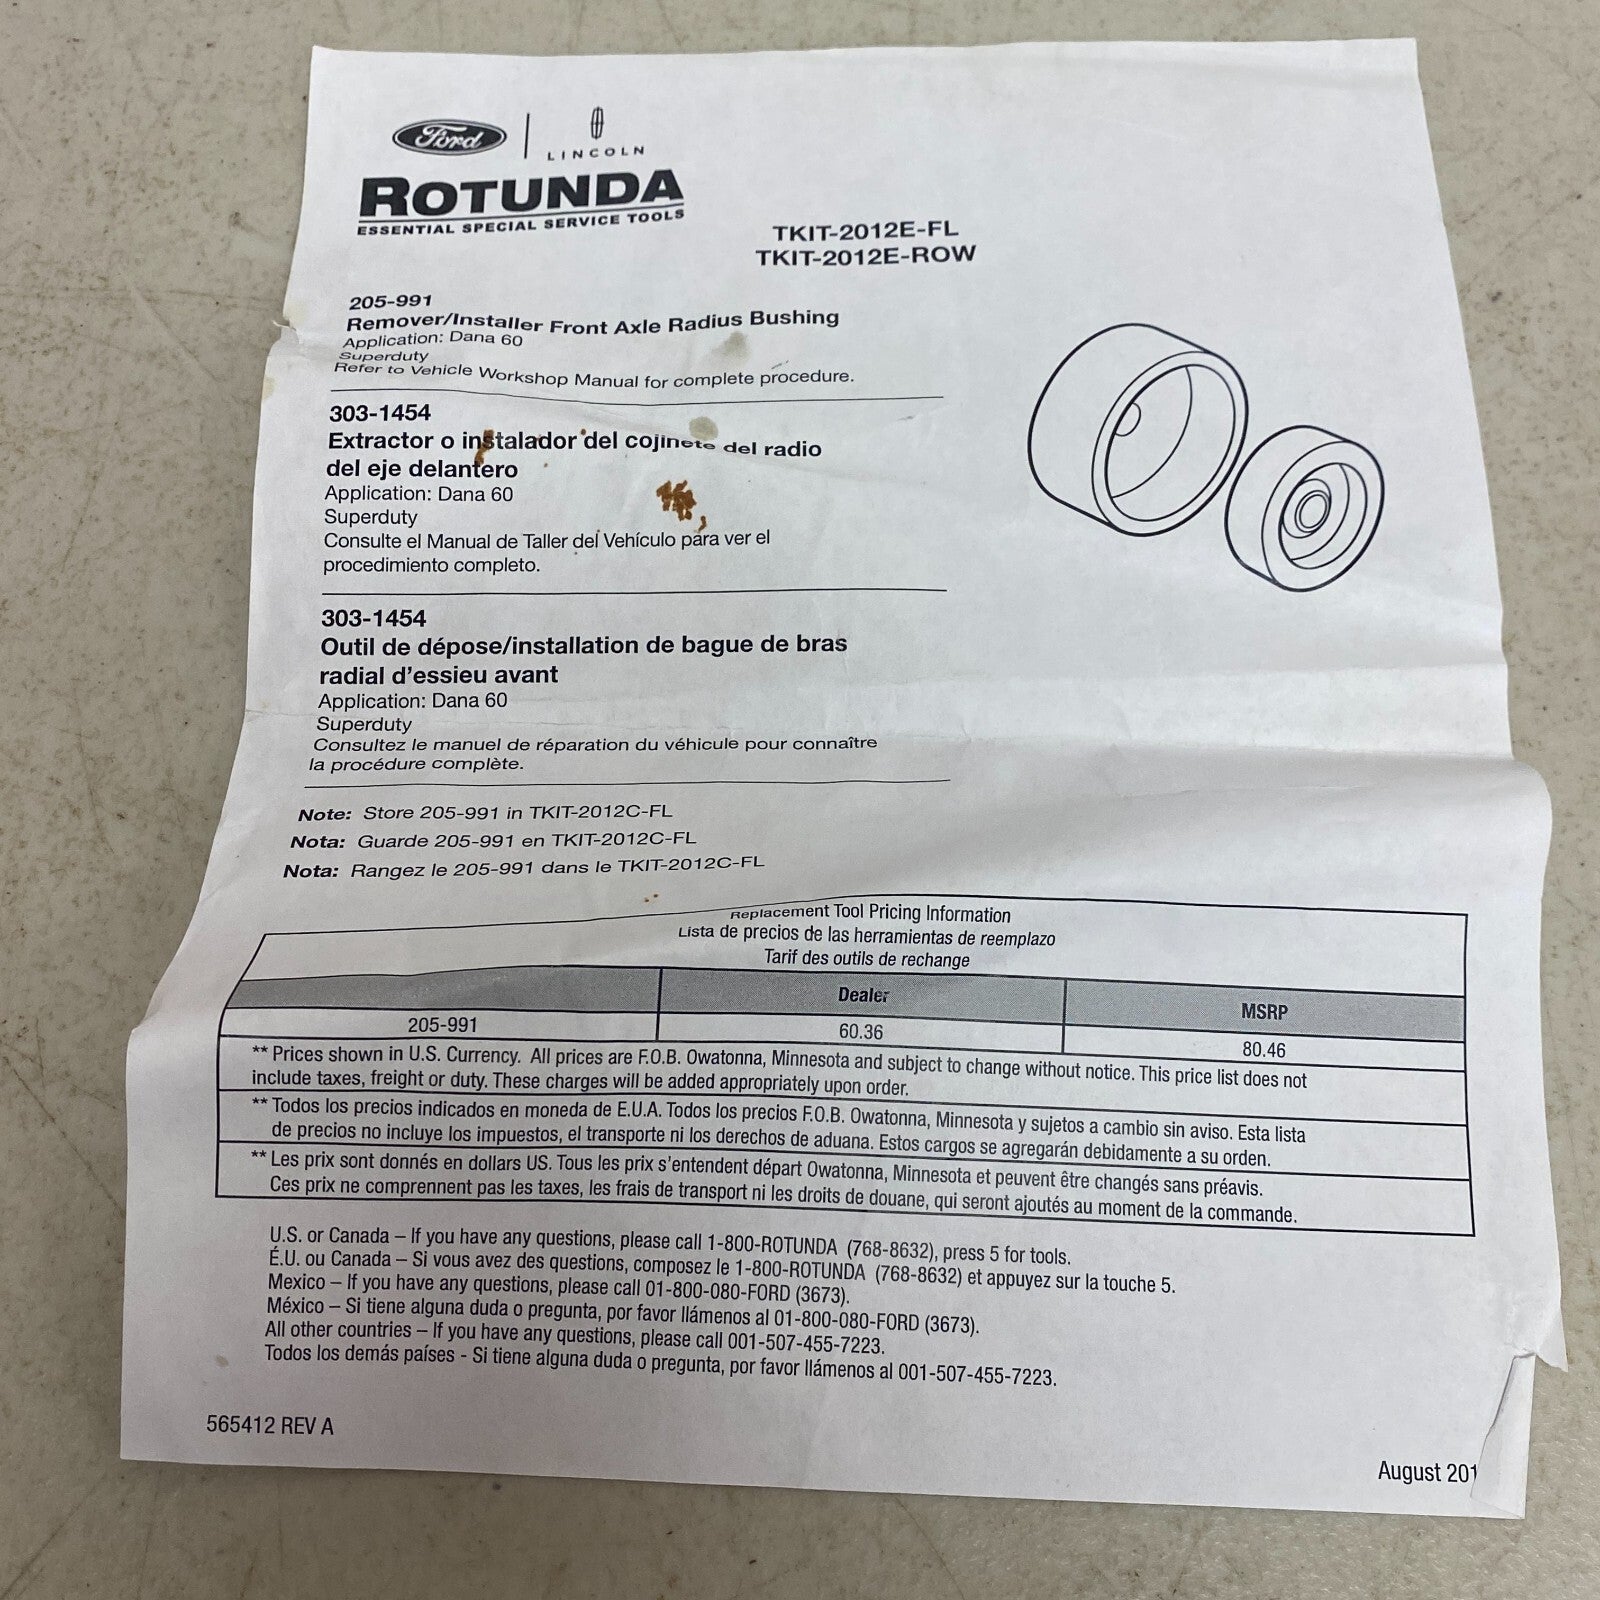 Ford
LINCOLN
ROTUNDA
ESSENTIAL SPECIAL SERVICE TOOLS
TKIT-2012E-FL
TKIT-2012E-ROW
205-991
Remover/Installer Front Axle Radius Bushing
Application: Dana 60
Superduty
Refer to Vehicle Workshop Manual for complete procedure.
303-1454
Extractor o instalador del cojinete del radio
del eje delantero
Application: Dana 60
Superduty
Consulte el Manual de Taller del Vehículo para ver el
procedimiento completo.
303-1454
Outil de dépose/installation de bague de bras
radial d'essieu avant
Application: Dana 60
Superduty
Consultez le manuel de réparation du véhicule pour connaître
la procédure complète.
Note: Store 205-991 in TKIT-2012C-FL
Nota: Guarde 205-991 en TKIT-2012C-FL
Nota: Rangez le 205-991 dans le TKIT-2012C-FL
Replacement Tool Pricing Information
Lista de precios de las herramientas de reemplazo
Tarif des outils de rechange
Dealer MSRP
205-991 60.36 80.46
** Prices shown in U.S. Currency. All prices are F.O.B. Owatonna, Minnesota and subject to change without notice. This price list does not
include taxes, freight or duty. These charges will be added appropriately upon order.
** Todos los precios indicados en moneda de E.U.A. Todos los precios F.O.B. Owatonna, Minnesota y sujetos a cambio sin aviso. Esta lista
de precios no incluye los impuestos, el transporte ni los derechos de aduana. Estos cargos se agregarán debidamente a su orden.
** Les prix sont donnés en dollars US. Tous les prix s'entendent départ Owatonna, Minnesota et peuvent être changés sans préavis.
Ces prix ne comprennent pas les taxes, les frais de transport ni les droits de douane, qui seront ajoutés au moment de la commande.
U.S. or Canada – If you have any questions, please call 1-800-ROTUNDA (768-8632), press 5 for tools.
É.U. ou Canada – Si vous avez des questions, composez le 1-800-ROTUNDA (768-8632) et appuyez sur la touche 5.
Mexico – If you have any questions, please call 01-800-080-FORD (3673).
México – Si tiene alguna duda o pregunta, por favor llámenos al 01-800-080-FORD (3673).
All other countries – If you have any questions, please call 001-507-455-7223.
Todos los demás países - Si tiene alguna duda o pregunta, por favor llámenos al 001-507-455-7223.
565412 REV A
August 201